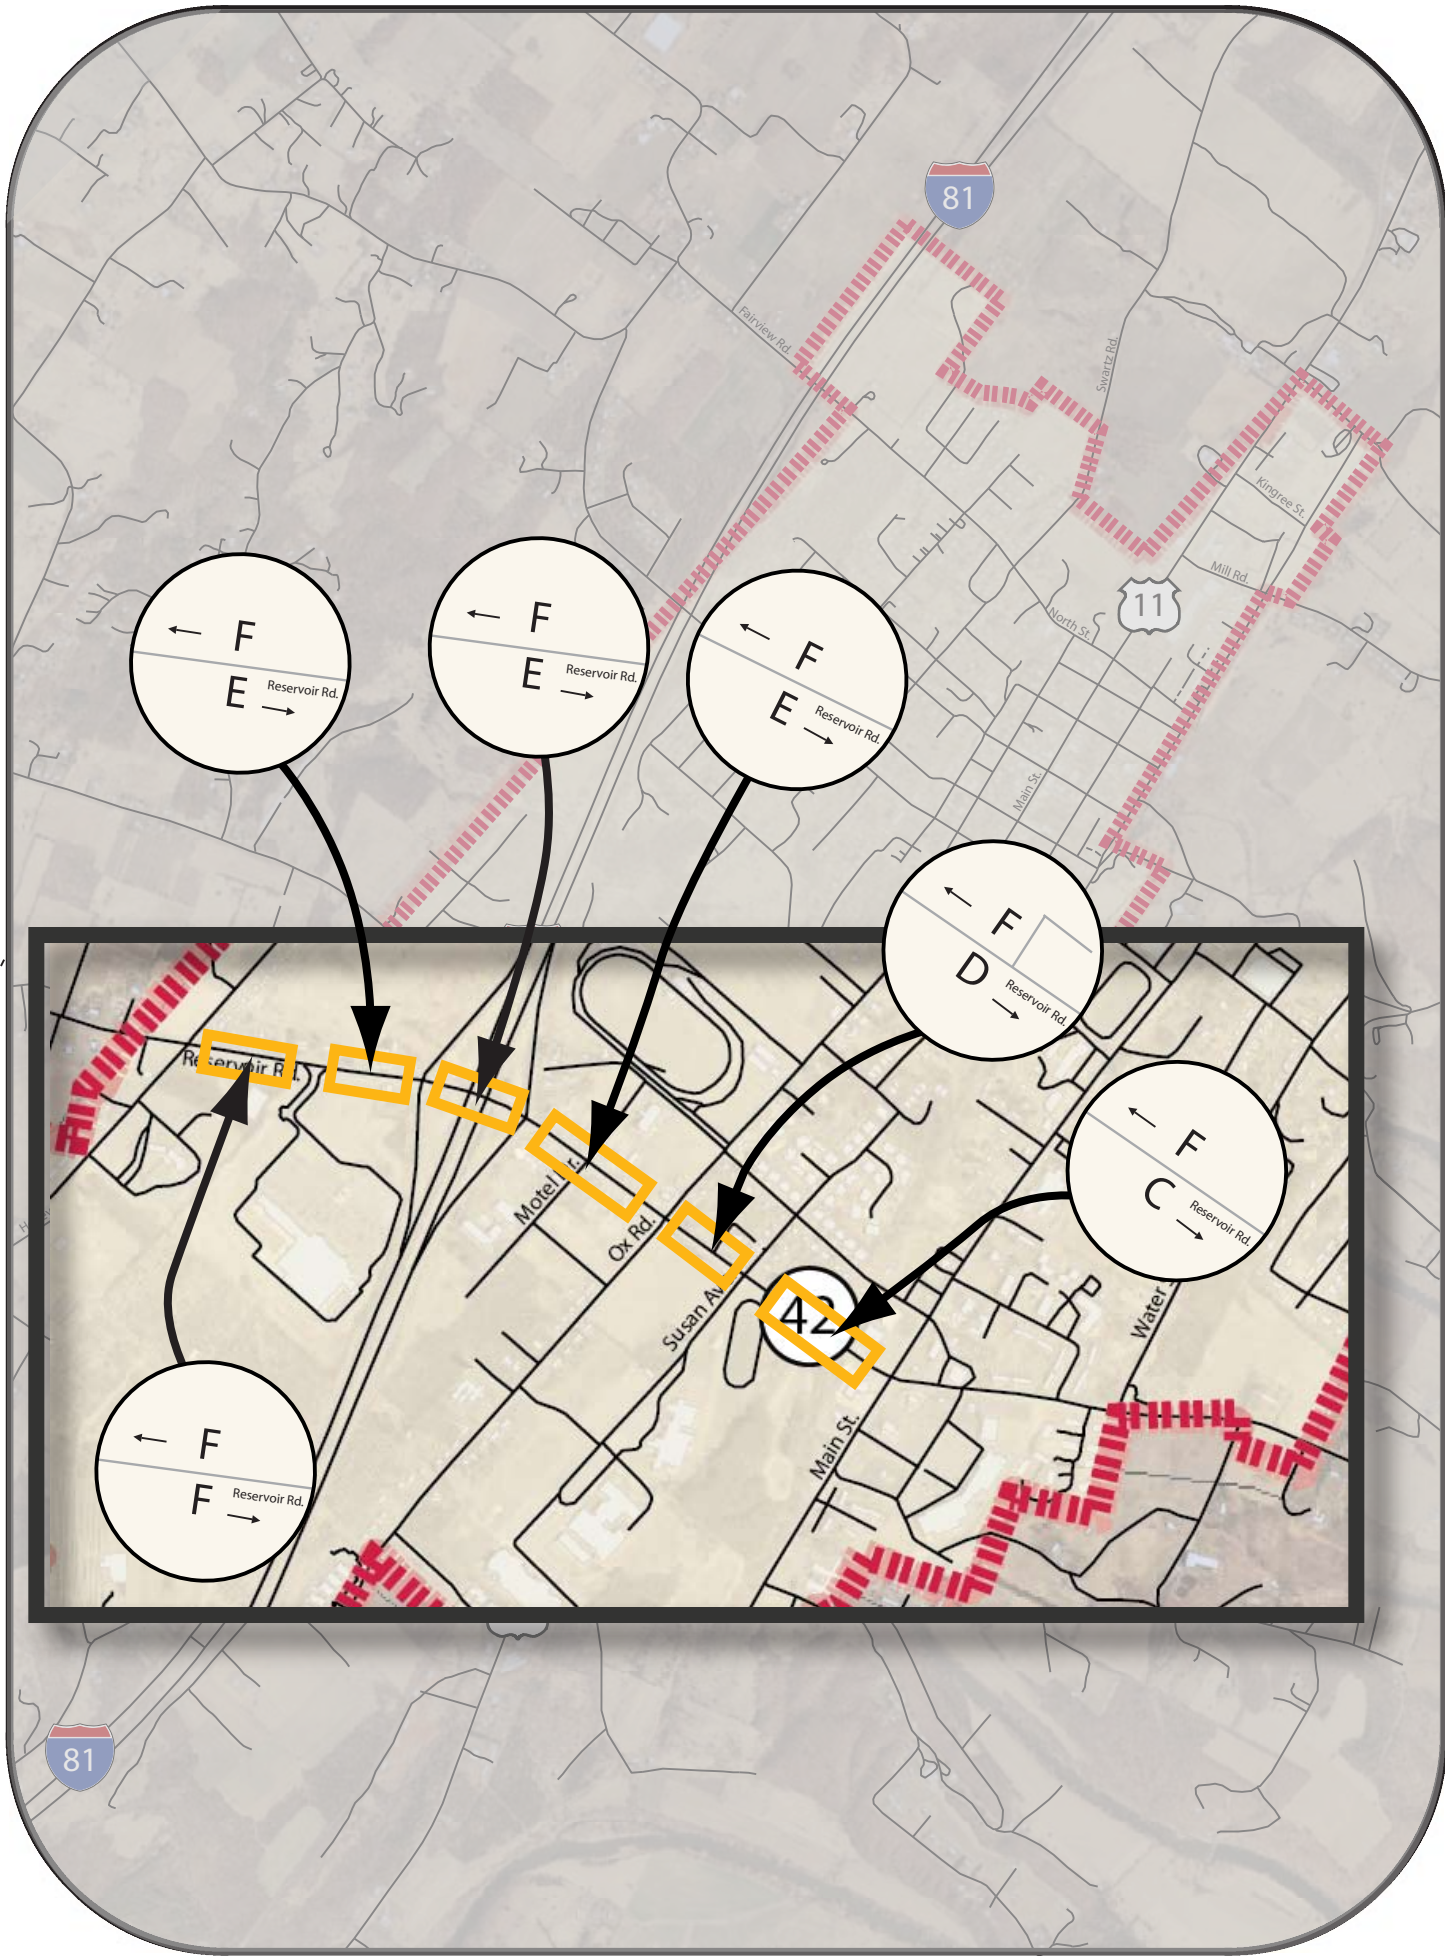 81
Fairview Rd.
Swartz Rd.
Kingree St.
Mill Rd.
11
North St.
Main St.
F
E
Reservoir Rd.
F
E
Reservoir Rd.
F
E
Reservoir Rd.
F
D
Reservoir Rd.
F
C
Reservoir Rd.
Reservoir Rd.
Motel Dr.
Ox Rd.
Susan Av
42
Water
Main St.
F
F
Reservoir Rd.
81